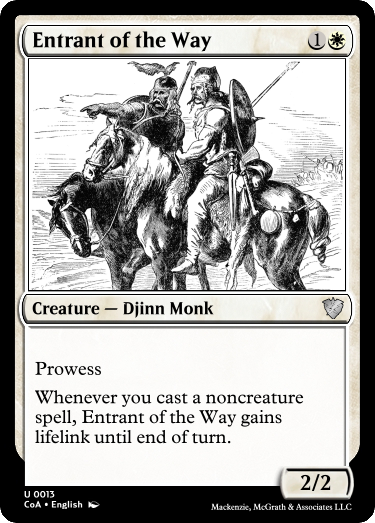 Entrant of the Way 1
Creature — Djinn Monk
Prowess
Whenever you cast a noncreature
spell, Entrant of the Way gains
lifelink until end of turn.
2/2
U 0013
CoA • English
Mackenzie, McGrath & Associates LLC